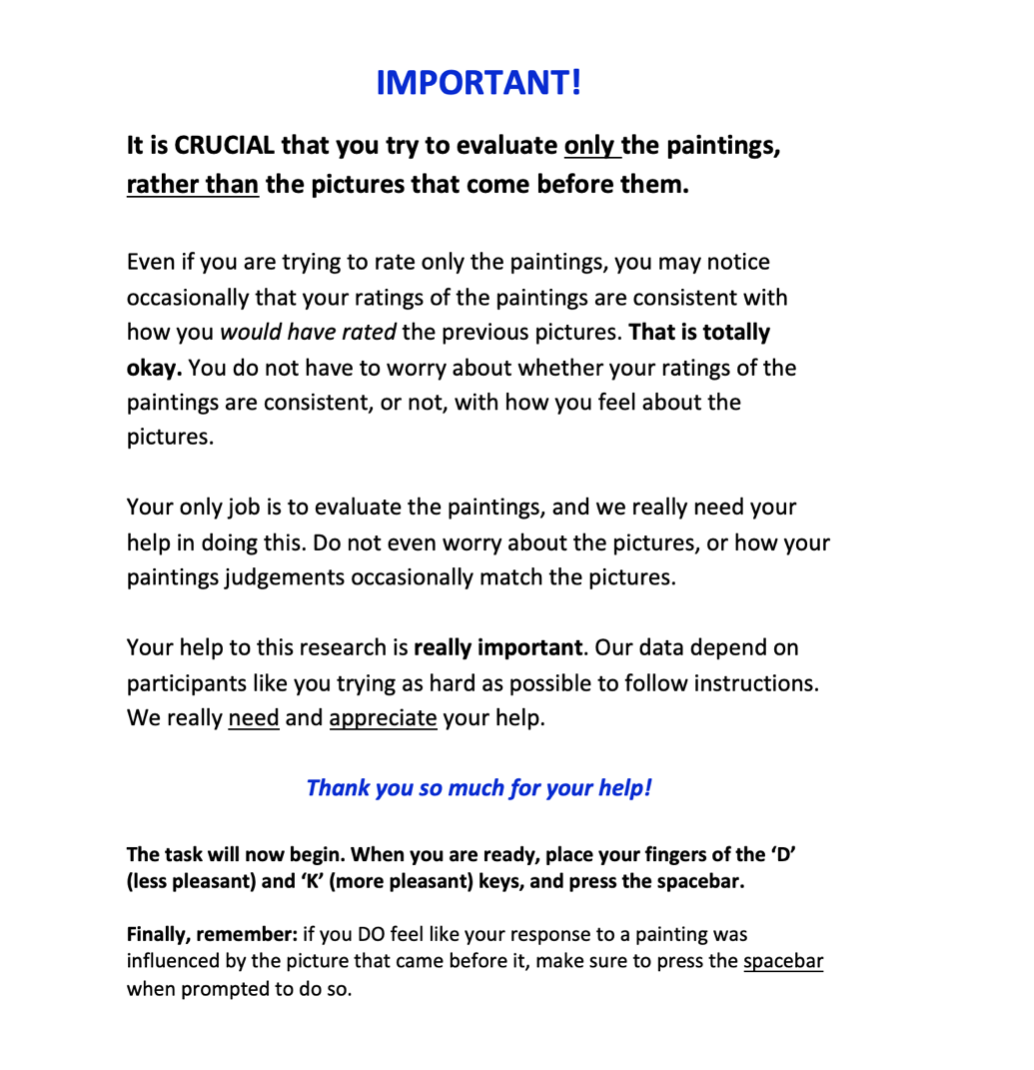 IMPORTANT!
It is CRUCIAL that you try to evaluate only the paintings,
rather than the pictures that come before them.
Even if you are trying to rate only the paintings, you may notice
occasionally that your ratings of the paintings are consistent with
how you would have rated the previous pictures. That is totally
okay. You do not have to worry about whether your ratings of the
paintings are consistent, or not, with how you feel about the
pictures.
Your only job is to evaluate the paintings, and we really need your
help in doing this. Do not even worry about the pictures, or how your
paintings judgements occasionally match the pictures.
Your help to this research is really important. Our data depend on
participants like you trying as hard as possible to follow instructions.
We really need and appreciate your help.
Thank you so much for your help!
The task will now begin. When you are ready, place your fingers of the ‘D’
(less pleasant) and ‘K’ (more pleasant) keys, and press the spacebar.
Finally, remember: if you DO feel like your response to a painting was
influenced by the picture that came before it, make sure to press the spacebar
when prompted to do so.